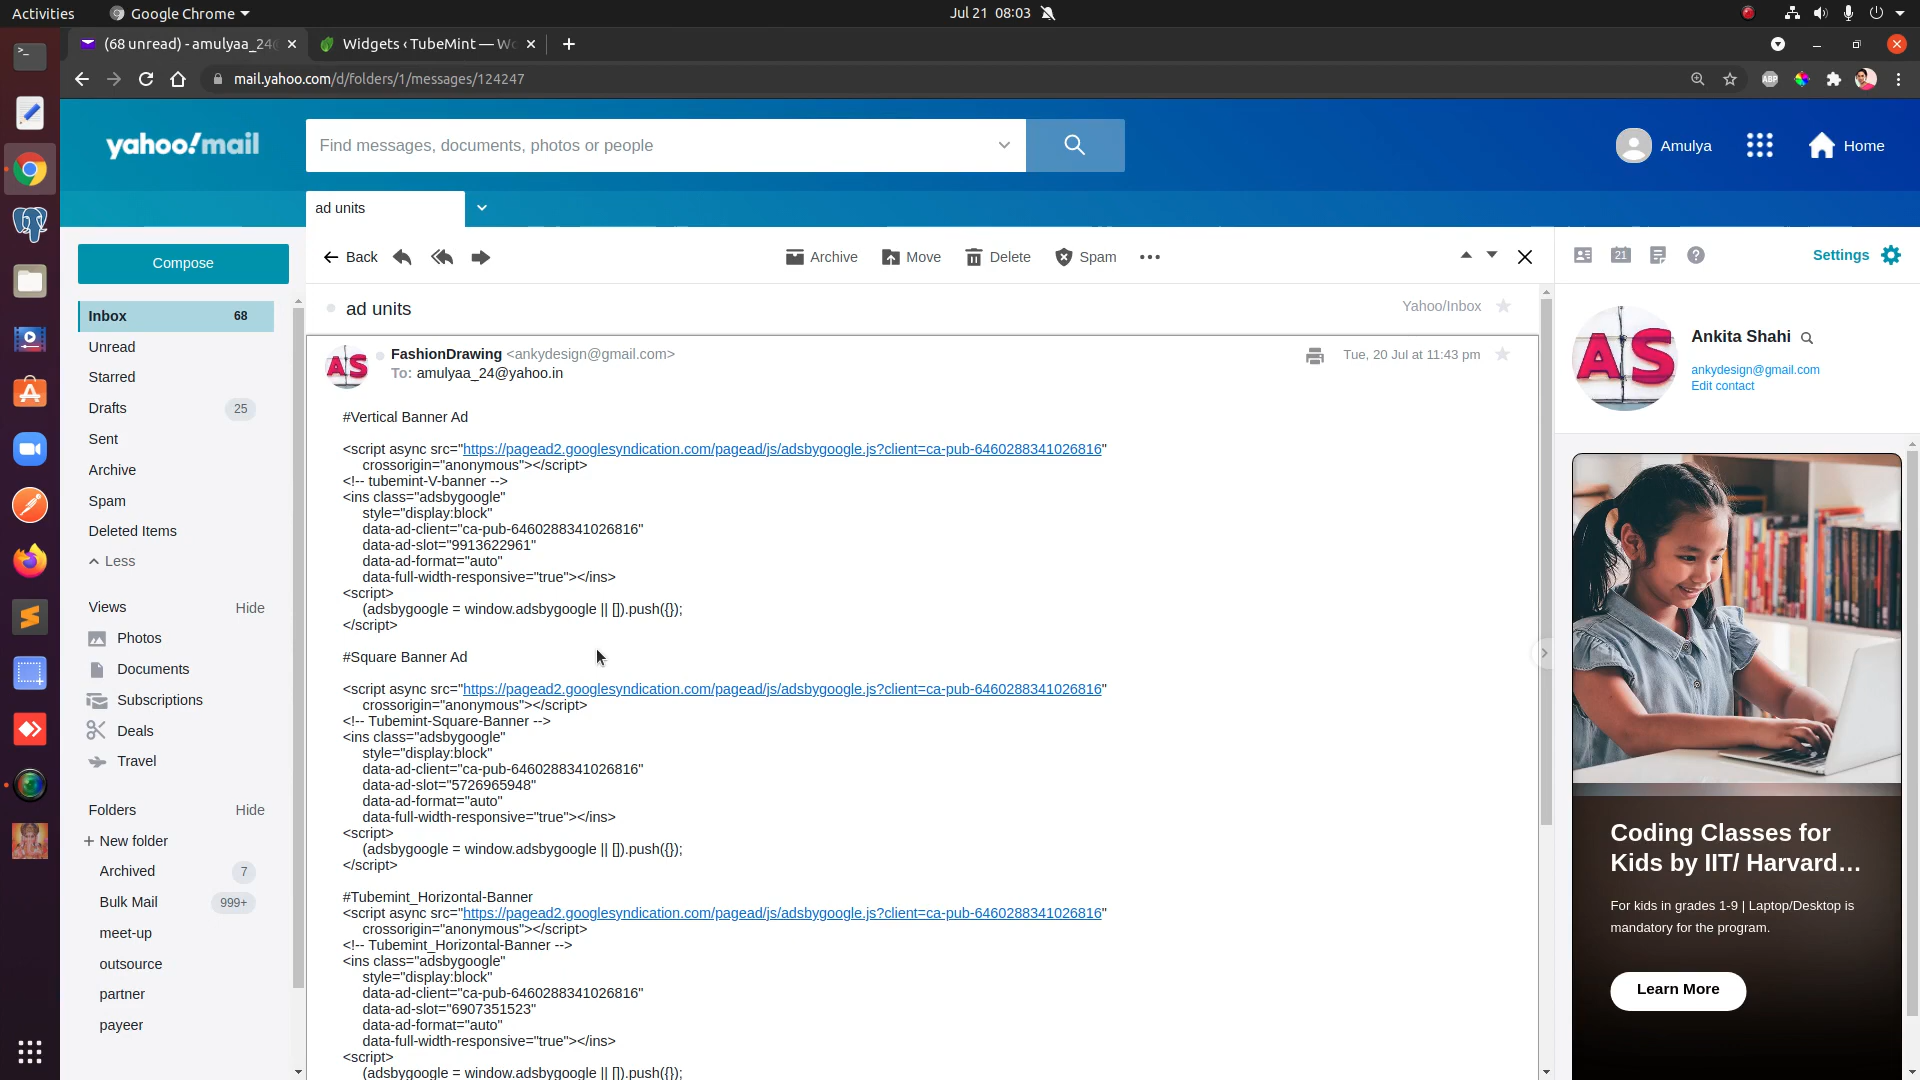 Activities
Google Chrome
Jul 21 08:03
(68 unread) - amulyaa_24
Widgets ‹ TubeMint — Wo
mail.yahoo.com/d/folders/1/messages/124247
ABP
yahoo!mail
Find messages, documents, photos or people
Amulya
Home
ad units
Compose
Back
Archive
Move
Delete
Spam
21
Settings
Inbox 68
Unread
Starred
Drafts 25
Sent
Archive
Spam
Deleted Items
Less
Views Hide
Photos
Documents
Subscriptions
Deals
Travel
Folders Hide
+ New folder
Archived 7
Bulk Mail 999+
meet-up
outsource
partner
payeer
ad units
Yahoo/Inbox
AS
FashionDrawing <ankydesign@gmail.com>
Tue, 20 Jul at 11:43 pm
To: amulyaa_24@yahoo.in
#Vertical Banner Ad
<script async src="https://pagead2.googlesyndication.com/pagead/js/adsbygoogle.js?client=ca-pub-6460288341026816"
crossorigin="anonymous"></script>
<!-- tubemint-V-banner -->
<ins class="adsbygoogle"
style="display:block"
data-ad-client="ca-pub-6460288341026816"
data-ad-slot="9913622961"
data-ad-format="auto"
data-full-width-responsive="true"></ins>
<script>
(adsbygoogle = window.adsbygoogle || []).push({});
</script>
#Square Banner Ad
<script async src="https://pagead2.googlesyndication.com/pagead/js/adsbygoogle.js?client=ca-pub-6460288341026816"
crossorigin="anonymous"></script>
<!-- Tubemint-Square-Banner -->
<ins class="adsbygoogle"
style="display:block"
data-ad-client="ca-pub-6460288341026816"
data-ad-slot="5726965948"
data-ad-format="auto"
data-full-width-responsive="true"></ins>
<script>
(adsbygoogle = window.adsbygoogle || []).push({});
</script>
#Tubemint_Horizontal-Banner
<script async src="https://pagead2.googlesyndication.com/pagead/js/adsbygoogle.js?client=ca-pub-6460288341026816"
crossorigin="anonymous"></script>
<!-- Tubemint_Horizontal-Banner -->
<ins class="adsbygoogle"
style="display:block"
data-ad-client="ca-pub-6460288341026816"
data-ad-slot="6907351523"
data-ad-format="auto"
data-full-width-responsive="true"></ins>
<script>
(adsbygoogle = window.adsbygoogle || []).push({});
AS
Ankita Shahi
ankydesign@gmail.com
Edit contact
Coding Classes for
Kids by IIT/ Harvard…
For kids in grades 1-9 | Laptop/Desktop is
mandatory for the program.
Learn More